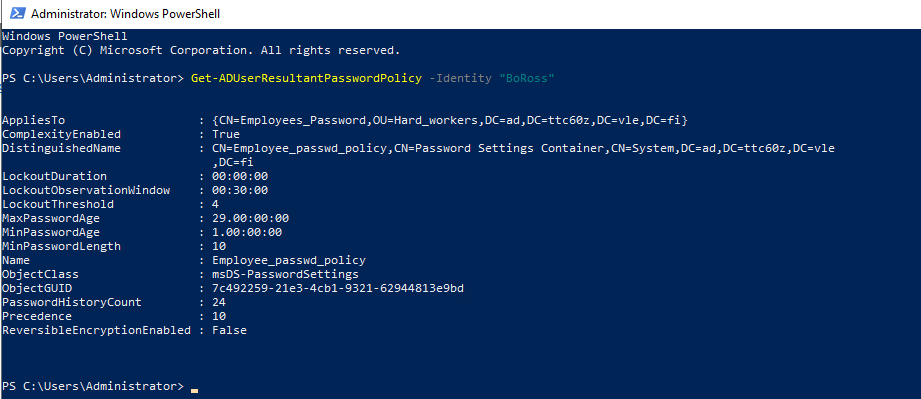 Administrator: Windows PowerShell
Windows PowerShell
Copyright (C) Microsoft Corporation. All rights reserved.
PS C:\Users\Administrator> Get-ADUserResultantPasswordPolicy -Identity "BoRoss"
AppliesTo                   : {CN=Employees_Password,OU=Hard_workers,DC=ad,DC=ttc60z,DC=vle,DC=fi}
ComplexityEnabled           : True
DistinguishedName           : CN=Employee_passwd_policy,CN=Password Settings Container,CN=System,DC=ad,DC=ttc60z,DC=vle
                              ,DC=fi
LockoutDuration             : 00:00:00
LockoutObservationWindow    : 00:30:00
LockoutThreshold            : 4
MaxPasswordAge              : 29.00:00:00
MinPasswordAge              : 1.00:00:00
MinPasswordLength           : 10
Name                        : Employee_passwd_policy
ObjectClass                 : msDS-PasswordSettings
ObjectGUID                  : 7c492259-21e3-4cb1-9321-62944813e9bd
PasswordHistoryCount        : 24
Precedence                  : 10
ReversibleEncryptionEnabled : False
PS C:\Users\Administrator>